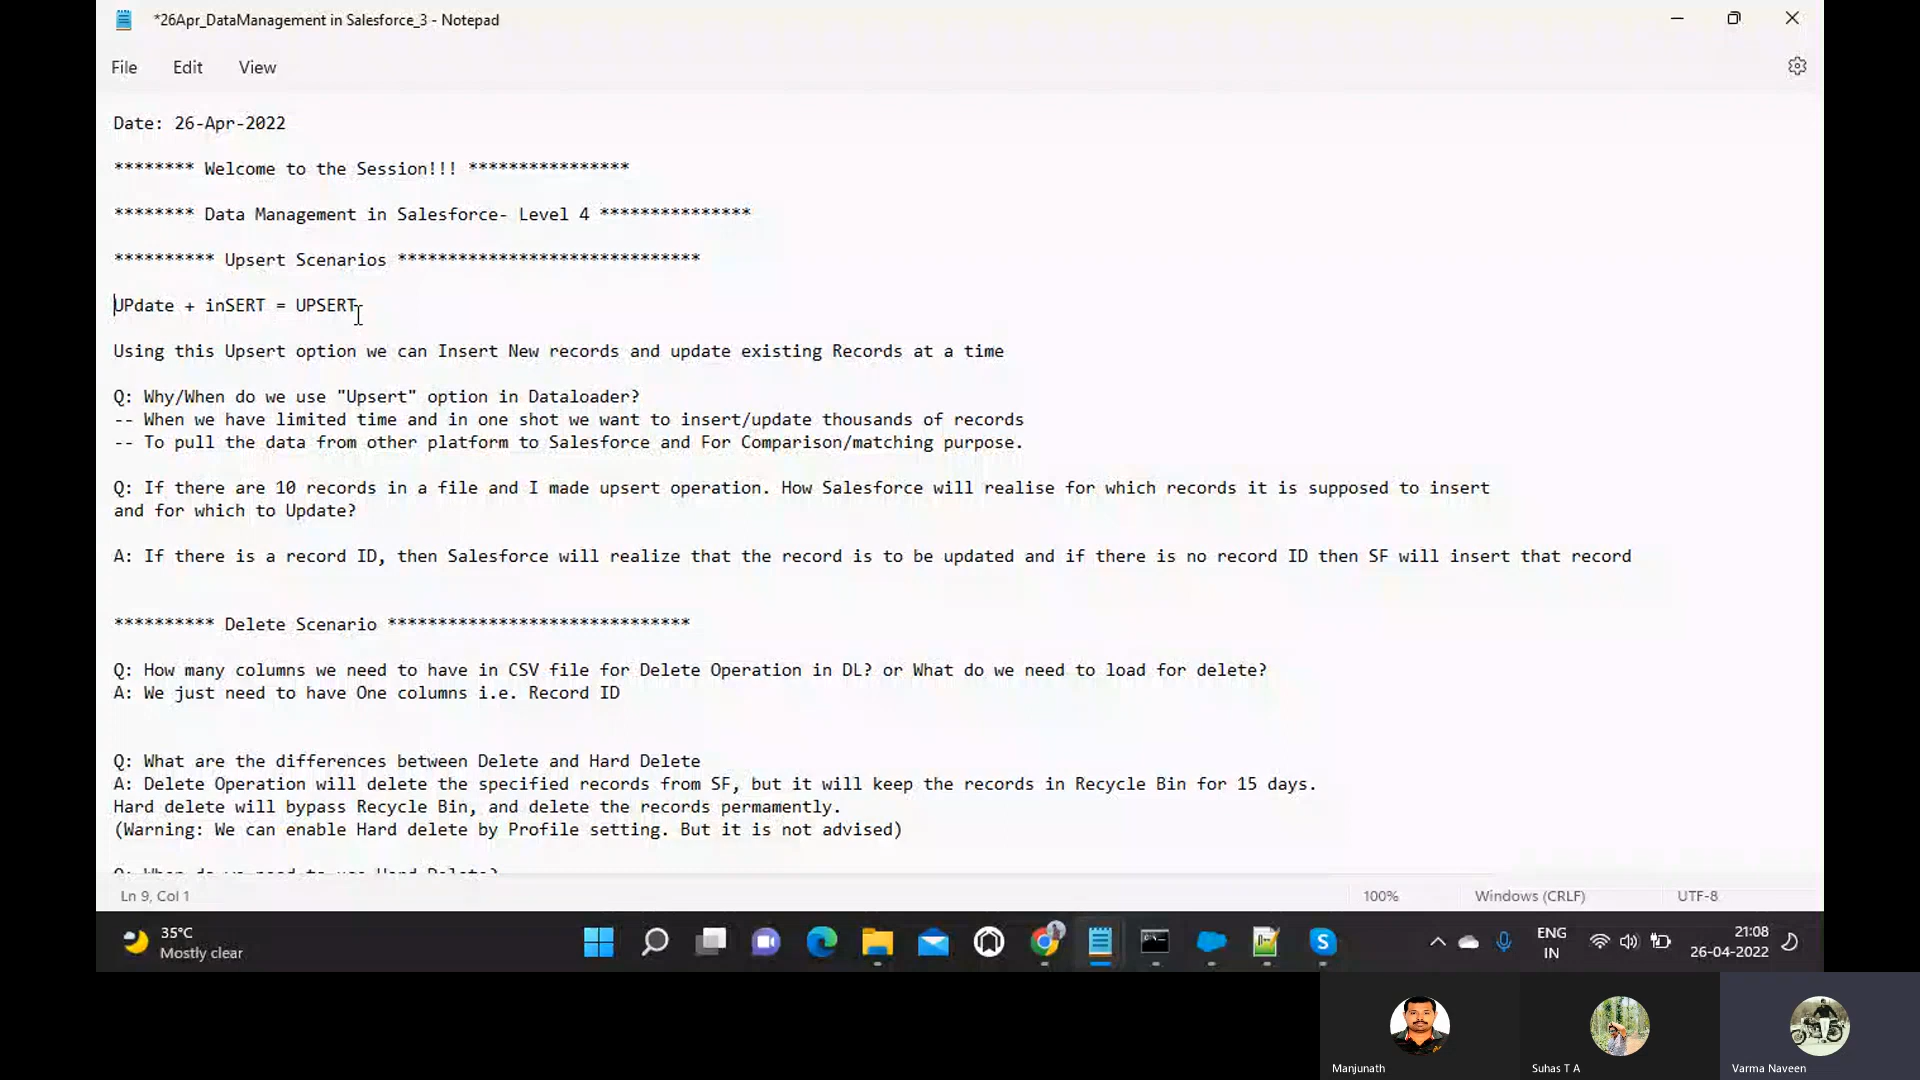 *26Apr_DataManagement in Salesforce_3 - Notepad
File Edit View
Date: 26-Apr-2022
******** Welcome to the Session!!! ****************
******** Data Management in Salesforce- Level 4 ***************
********** Upsert Scenarios ******************************
UPdate + inSERT = UPSERT
Using this Upsert option we can Insert New records and update existing Records at a time
Q: Why/When do we use "Upsert" option in Dataloader?
-- When we have limited time and in one shot we want to insert/update thousands of records
-- To pull the data from other platform to Salesforce and For Comparison/matching purpose.
Q: If there are 10 records in a file and I made upsert operation. How Salesforce will realise for which records it is supposed to insert
and for which to Update?
A: If there is a record ID, then Salesforce will realize that the record is to be updated and if there is no record ID then SF will insert that record
********** Delete Scenario ******************************
Q: How many columns we need to have in CSV file for Delete Operation in DL? or What do we need to load for delete?
A: We just need to have One columns i.e. Record ID
Q: What are the differences between Delete and Hard Delete
A: Delete Operation will delete the specified records from SF, but it will keep the records in Recycle Bin for 15 days.
Hard delete will bypass Recycle Bin, and delete the records permamently.
(Warning: We can enable Hard delete by Profile setting. But it is not advised)
Q: When do we need to use Hard Delete?
Ln 9, Col 1 100% Windows (CRLF) UTF-8
35°C
Mostly clear
ENG
IN
21:08
26-04-2022
Manjunath Suhas T A Varma Naveen